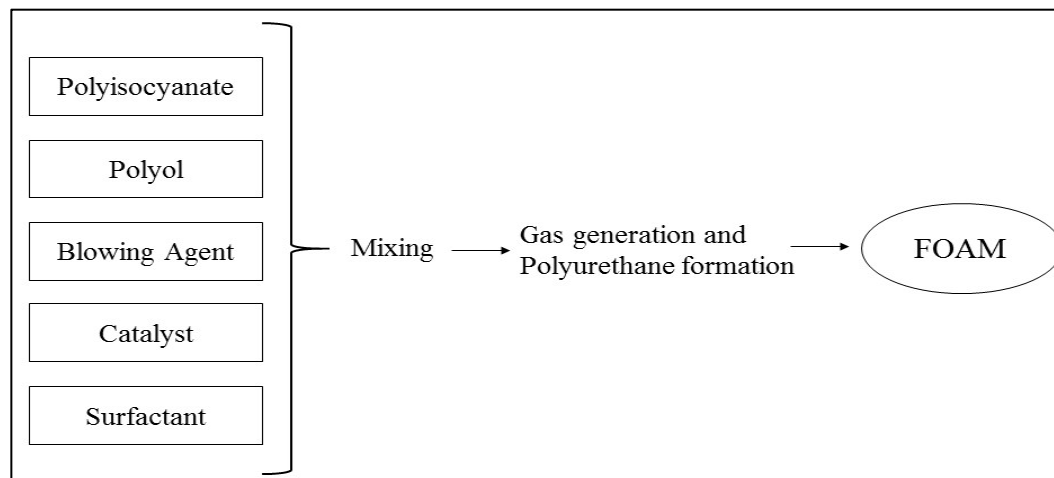 Polyisocyanate
Polyol
Blowing Agent
Catalyst
Surfactant
Mixing
Gas generation and
Polyurethane formation
FOAM